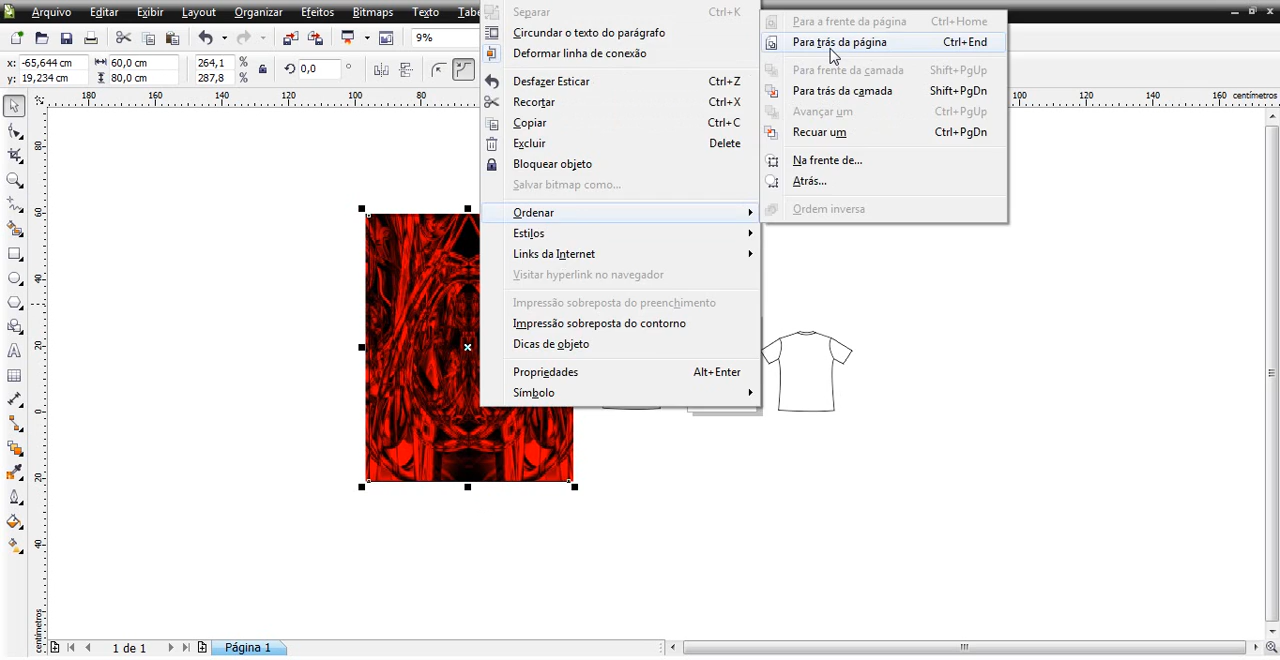 Arquivo Editar Exibir Layout Organizar Efeitos Bitmaps Texto
9%
x: -65,644 cm 60,0 cm 264,1 % 0,0 °
y: 19,234 cm 80,0 cm 287,8 %
180 160 140 120 100 80 100 120 140 160 centímetros
80
60
40
20
0
20
40
centímetros
Separar Ctrl+K
Circundar o texto do parágrafo
Deformar linha de conexão
Desfazer Esticar Ctrl+Z
Recortar Ctrl+X
Copiar Ctrl+C
Excluir Delete
Bloquear objeto
Salvar bitmap como...
Ordenar
Estilos
Links da Internet
Visitar hyperlink no navegador
Impressão sobreposta do preenchimento
Impressão sobreposta do contorno
Dicas de objeto
Propriedades Alt+Enter
Símbolo
Para a frente da página Ctrl+Home
Para trás da página Ctrl+End
Para frente da camada Shift+PgUp
Para trás da camada Shift+PgDn
Avançar um Ctrl+PgUp
Recuar um Ctrl+PgDn
Na frente de...
Atrás...
Ordem inversa
1 de 1 Página 1